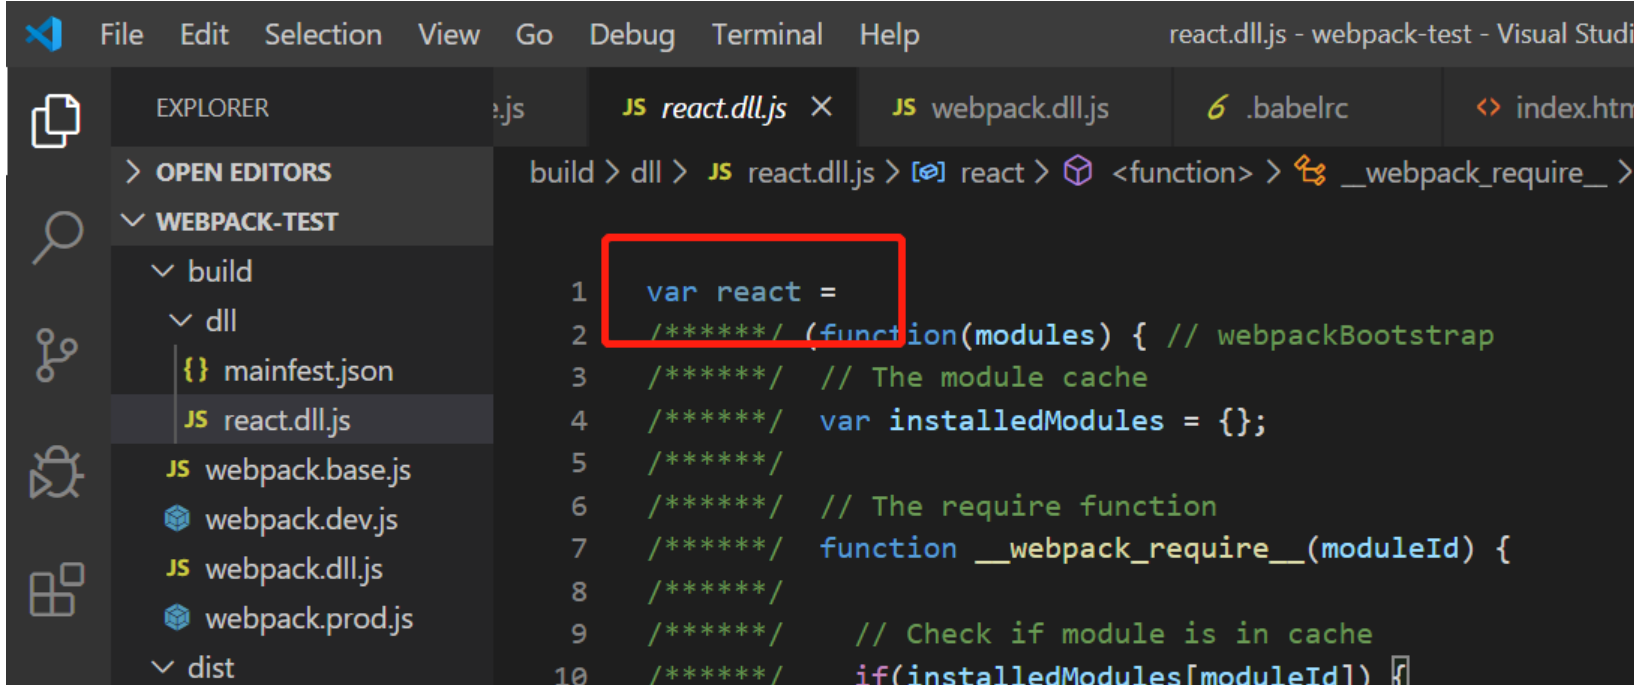 File Edit Selection View Go Debug Terminal Help react.dll.js - webpack-test - Visual Studi
EXPLORER
e.js JS react.dll.js × JS webpack.dll.js 6 .babelrc <> index.htm
OPEN EDITORS
build > dll > JS react.dll.js > react > <function> > __webpack_require__ >
WEBPACK-TEST
build
dll
{} mainfest.json
JS react.dll.js
JS webpack.base.js
webpack.dev.js
JS webpack.dll.js
webpack.prod.js
dist
1 var react =
2 /******/ (function(modules) { // webpackBootstrap
3 /******/ // The module cache
4 /******/ var installedModules = {};
5 /******/
6 /******/ // The require function
7 /******/ function __webpack_require__(moduleId) {
8 /******/
9 /******/ // Check if module is in cache
10 /******/ if(installedModules[moduleId]) {